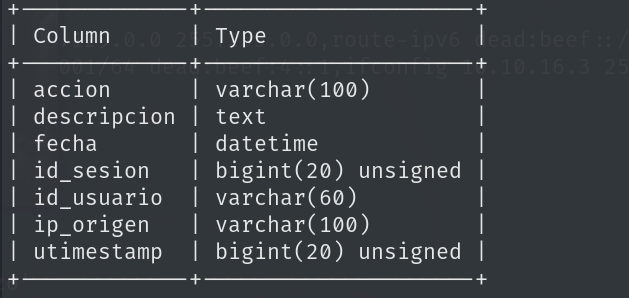 +--------------+---------------------+
| Column | Type |
+--------------+---------------------+
| accion | varchar(100) |
| descripcion | text |
| fecha | datetime |
| id_sesion | bigint(20) unsigned |
| id_usuario | varchar(60) |
| ip_origen | varchar(100) |
| utimestamp | bigint(20) unsigned |
+--------------+---------------------+